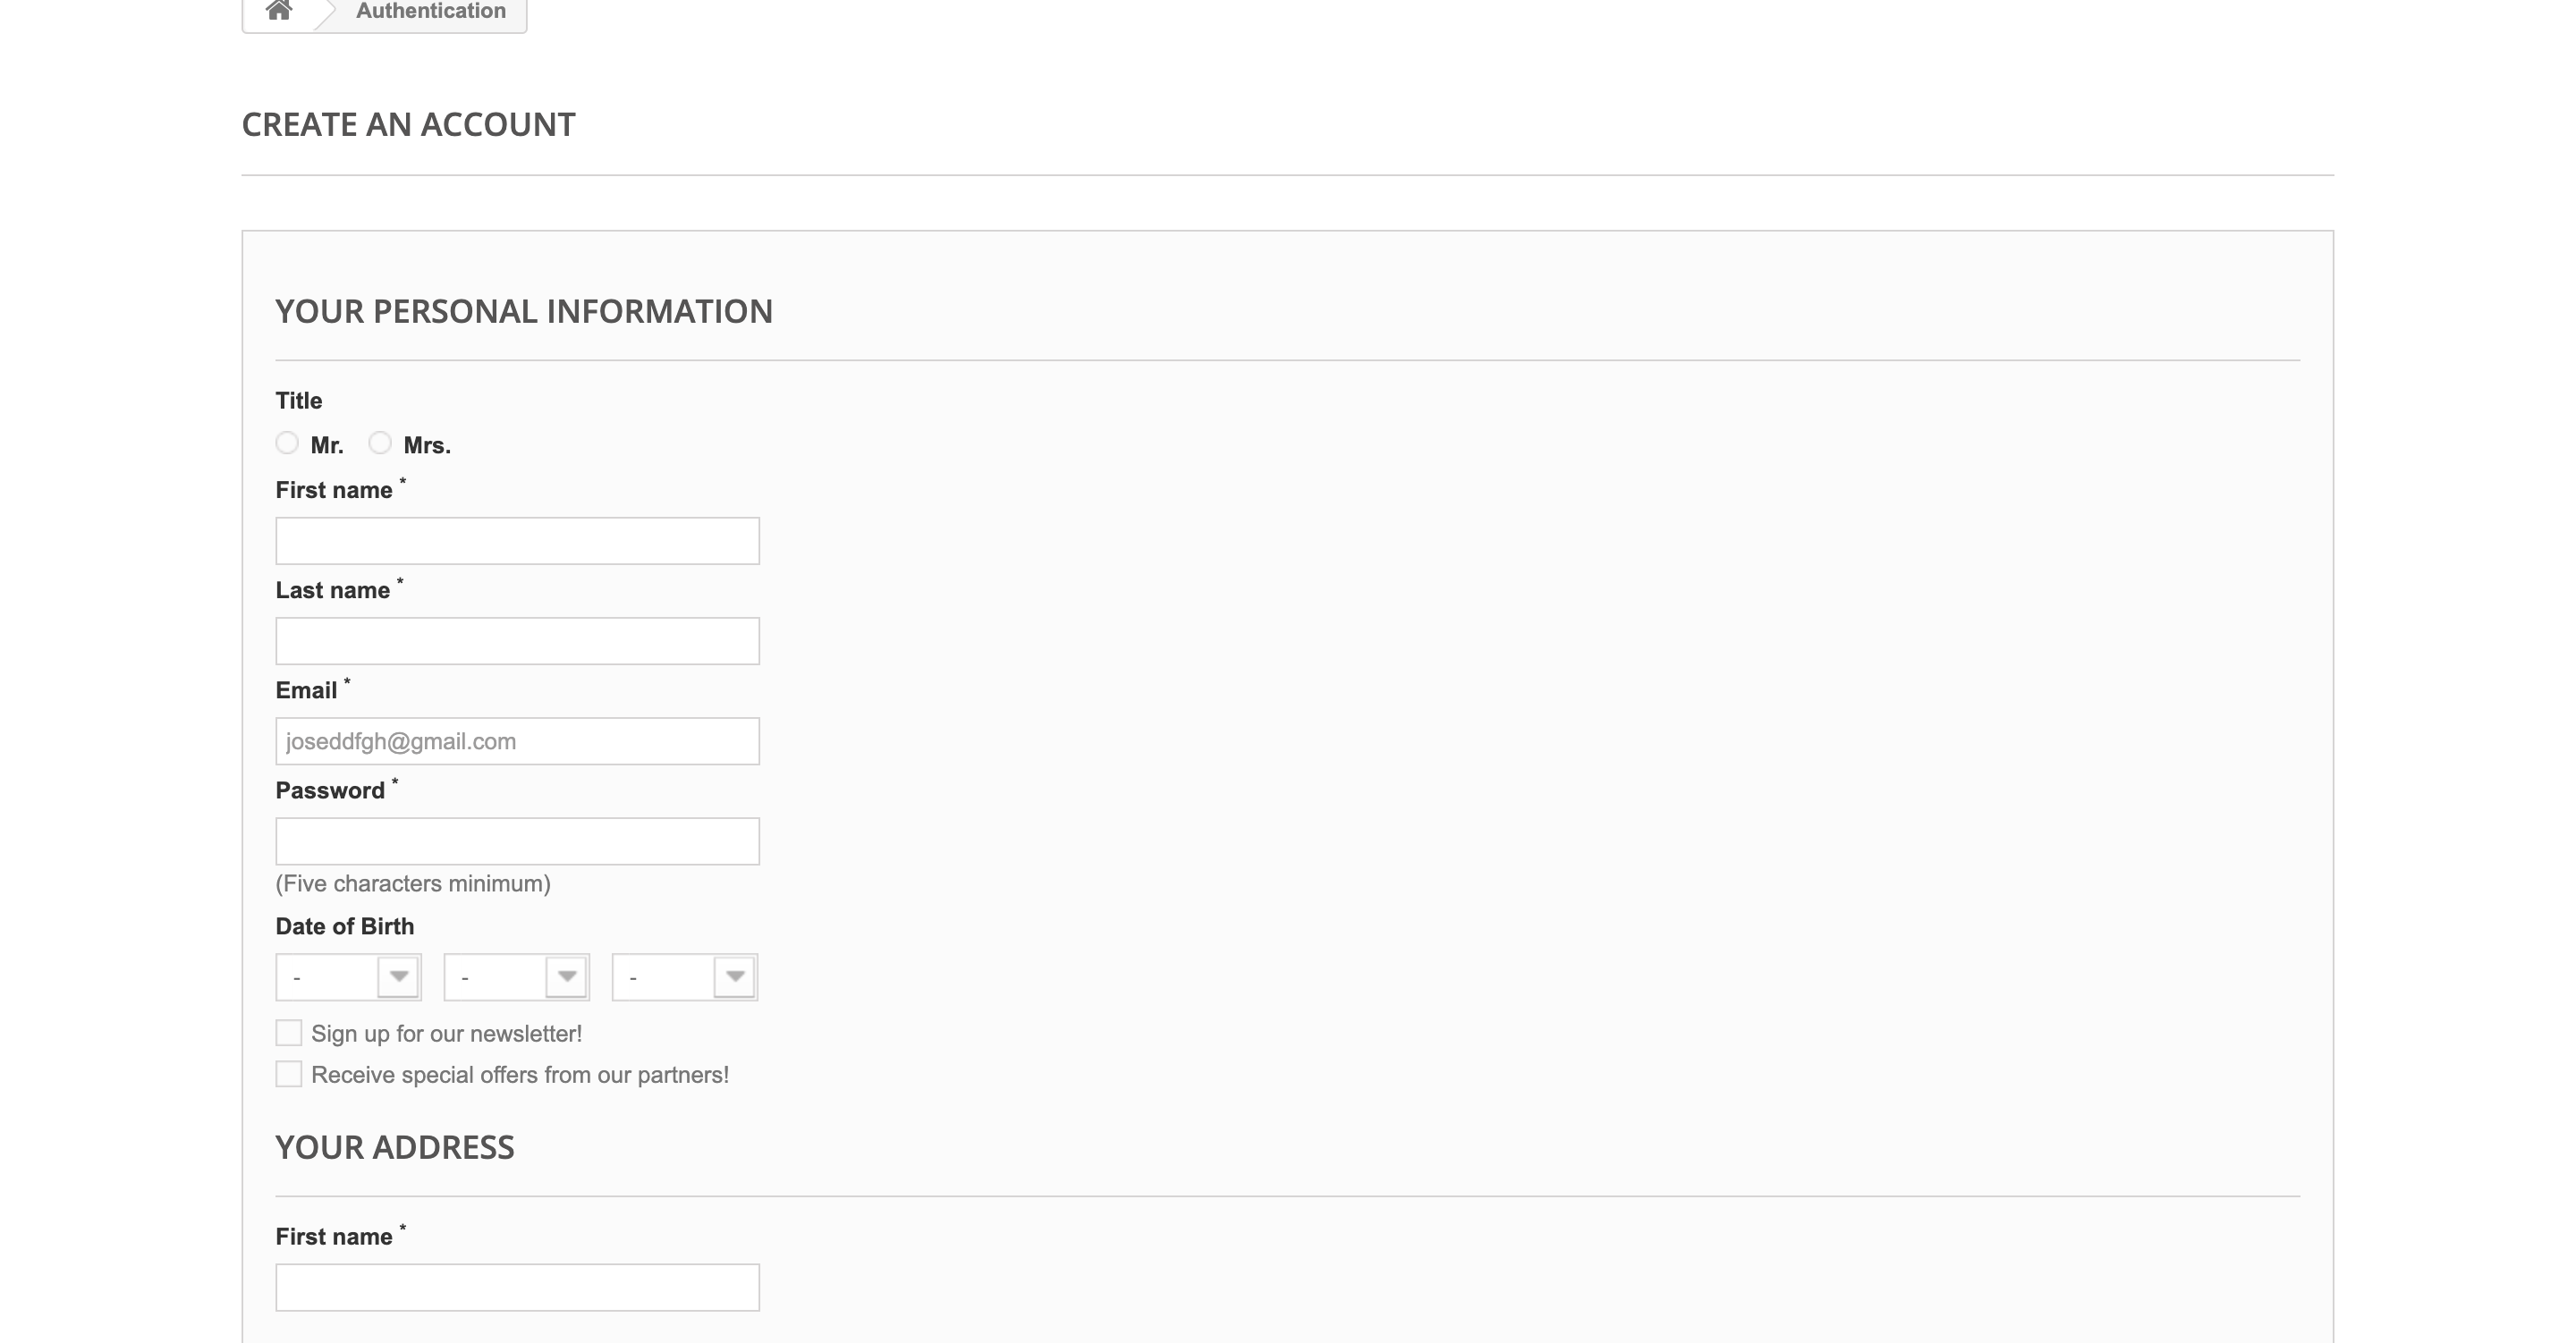 Authentication
CREATE AN ACCOUNT
YOUR PERSONAL INFORMATION
Title
Mr. Mrs.
First name *
Last name *
Email *
joseddfgh@gmail.com
Password *
(Five characters minimum)
Date of Birth
- - -
Sign up for our newsletter!
Receive special offers from our partners!
YOUR ADDRESS
First name *